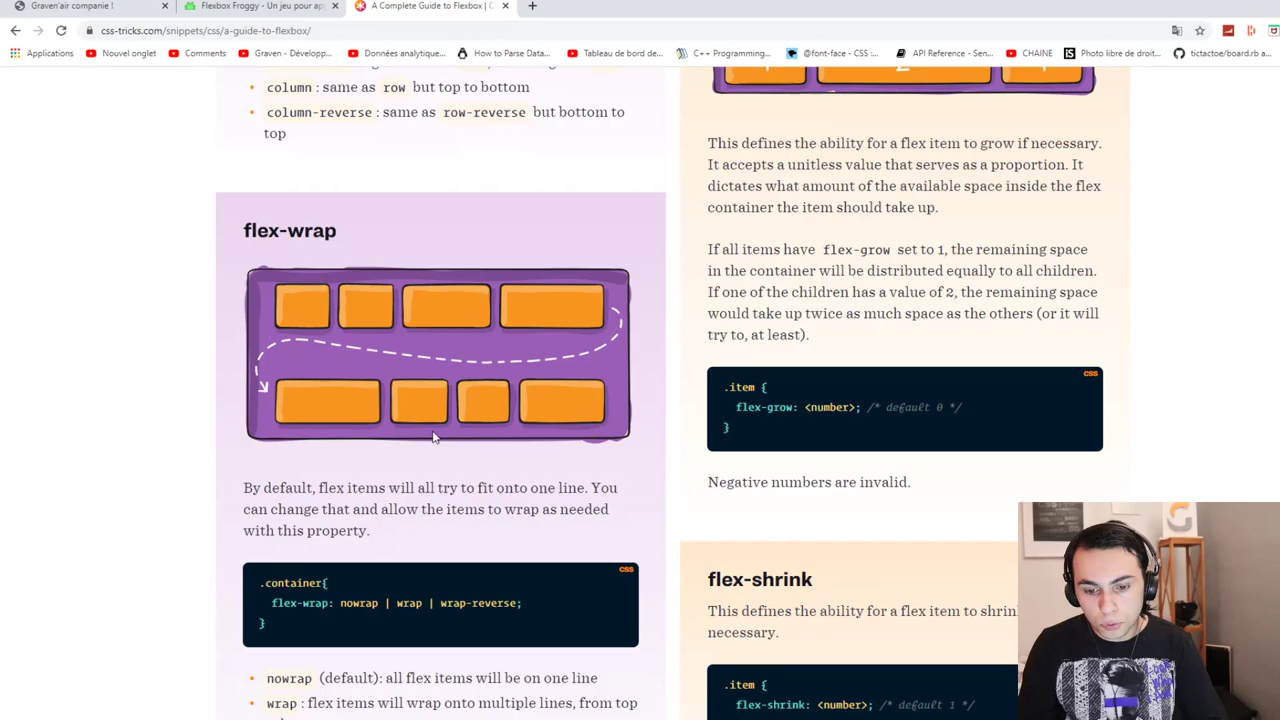 Graven'air companie !
Flexbox Froggy - Un jeu pour app
A Complete Guide to Flexbox | C
css-tricks.com/snippets/css/a-guide-to-flexbox/
Applications
Nouvel onglet
Comments
Graven - Développ...
Données analytique...
How to Parse Data...
Tableau de bord de...
C++ Programming...
@font-face - CSS :...
API Reference - Sen...
CHAINE
Photo libre de droit...
tictactoe/board.rb a
column : same as row but top to bottom
column-reverse : same as row-reverse but bottom to
top
flex-wrap
By default, flex items will all try to fit onto one line. You
can change that and allow the items to wrap as needed
with this property.
CSS
.container{
flex-wrap: nowrap | wrap | wrap-reverse;
}
nowrap (default): all flex items will be on one line
wrap : flex items will wrap onto multiple lines, from top
This defines the ability for a flex item to grow if necessary.
It accepts a unitless value that serves as a proportion. It
dictates what amount of the available space inside the flex
container the item should take up.
If all items have flex-grow set to 1, the remaining space
in the container will be distributed equally to all children.
If one of the children has a value of 2, the remaining space
would take up twice as much space as the others (or it will
try to, at least).
CSS
.item {
flex-grow: <number>; /* default 0 */
}
Negative numbers are invalid.
flex-shrink
This defines the ability for a flex item to shrin
necessary.
.item {
flex-shrink: <number>; /* default 1 */